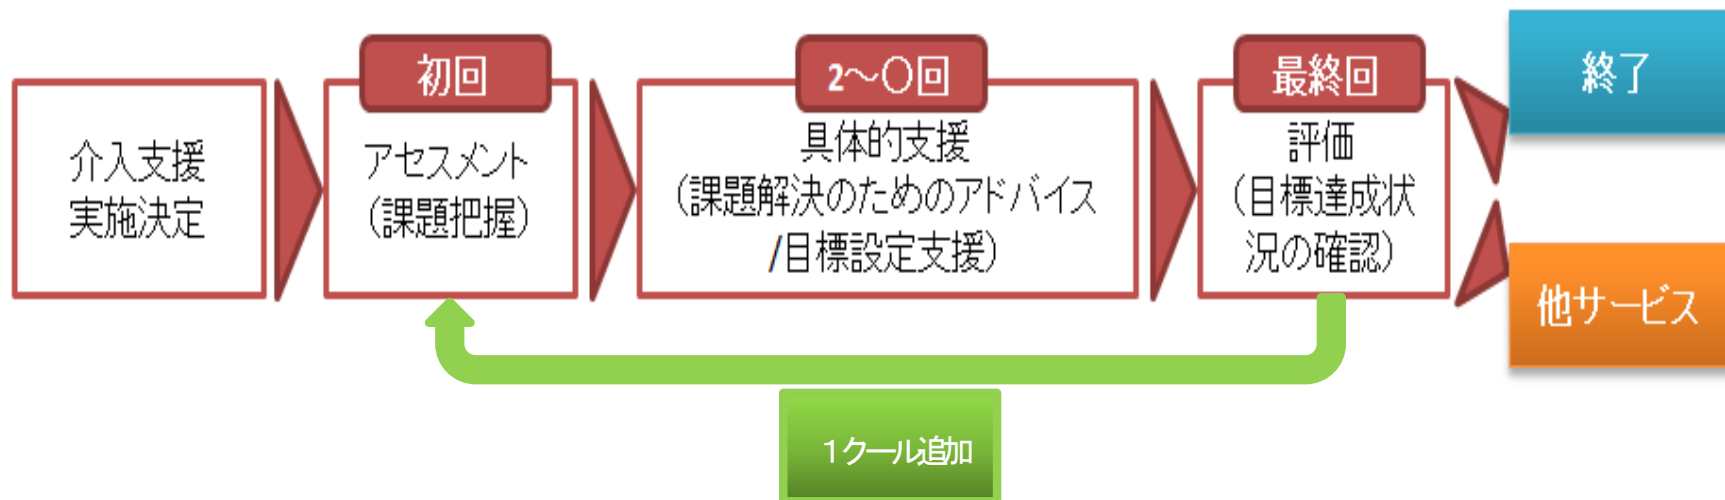 介入支援
実施決定
初回
アセスメント
(課題把握)
2～〇回
具体的支援
(課題解決のためのアドバイス
/目標設定支援)
最終回
評価
(目標達成状
況の確認)
終了
他サービス
１クール追加